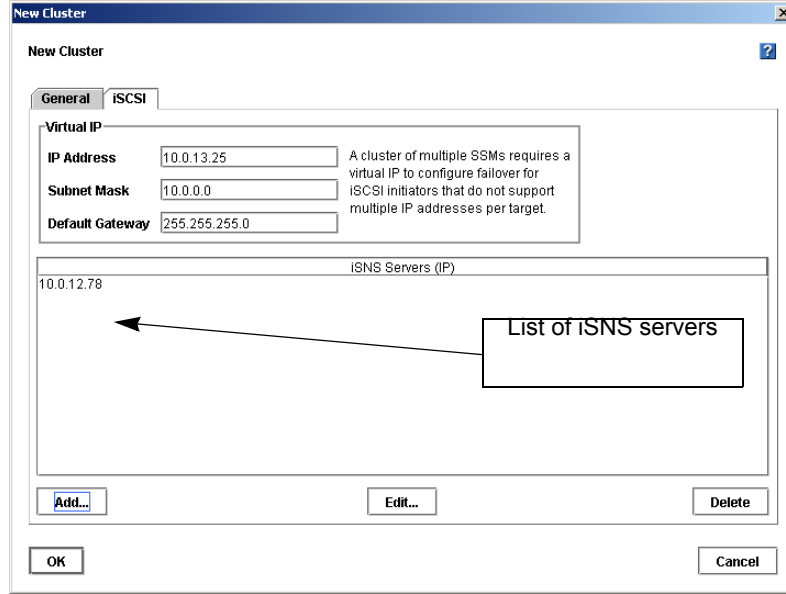 New Cluster
New Cluster
?
General iSCSI
Virtual IP
IP Address 10.0.13.25
Subnet Mask 10.0.0.0
Default Gateway 255.255.255.0
A cluster of multiple SSMs requires a
virtual IP to configure failover for
iSCSI initiators that do not support
multiple IP addresses per target.
iSNS Servers (IP)
10.0.12.78
List of iSNS servers
Add... Edit... Delete
OK Cancel